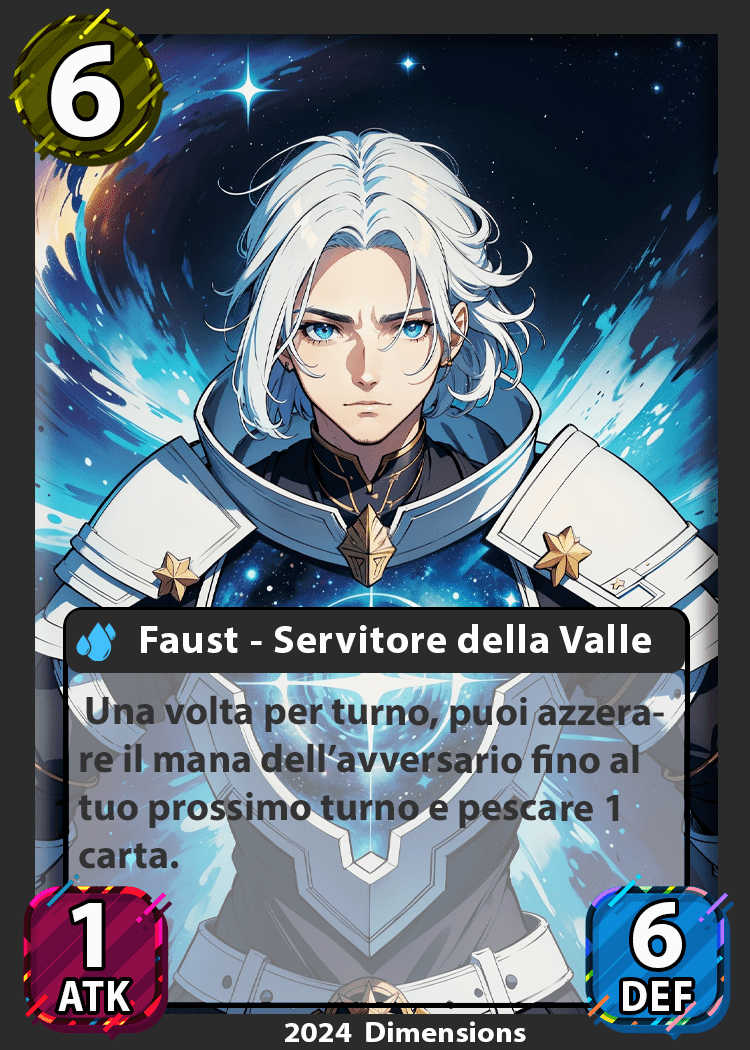 6
Faust - Servitore della Valle
Una volta per turno, puoi azzera-
re il mana dell'avversario fino al
tuo prossimo turno e pescare 1
carta.
1
ATK
6
DEF
2024 Dimensions